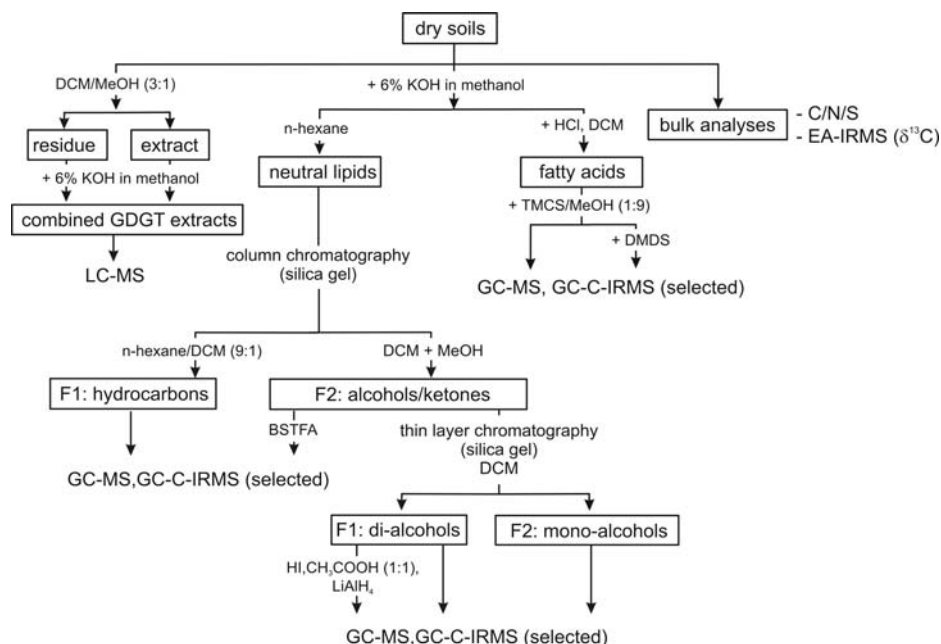 dry soils
DCM/MeOH (3:1)
+ 6% KOH in methanol
residue
extract
n-hexane
+ HCl, DCM
bulk analyses
- C/N/S
- EA-IRMS (δ¹³C)
+ 6% KOH in methanol
neutral lipids
fatty acids
combined GDGT extracts
+ TMCS/MeOH (1:9)
+ DMDS
LC-MS
column chromatography
(silica gel)
GC-MS, GC-C-IRMS (selected)
n-hexane/DCM (9:1)
DCM + MeOH
F1: hydrocarbons
F2: alcohols/ketones
BSTFA
thin layer chromatography
(silica gel)
DCM
GC-MS,GC-C-IRMS (selected)
F1: di-alcohols
F2: mono-alcohols
HI,CH₃COOH (1:1),
LiAlH₄
GC-MS,GC-C-IRMS (selected)